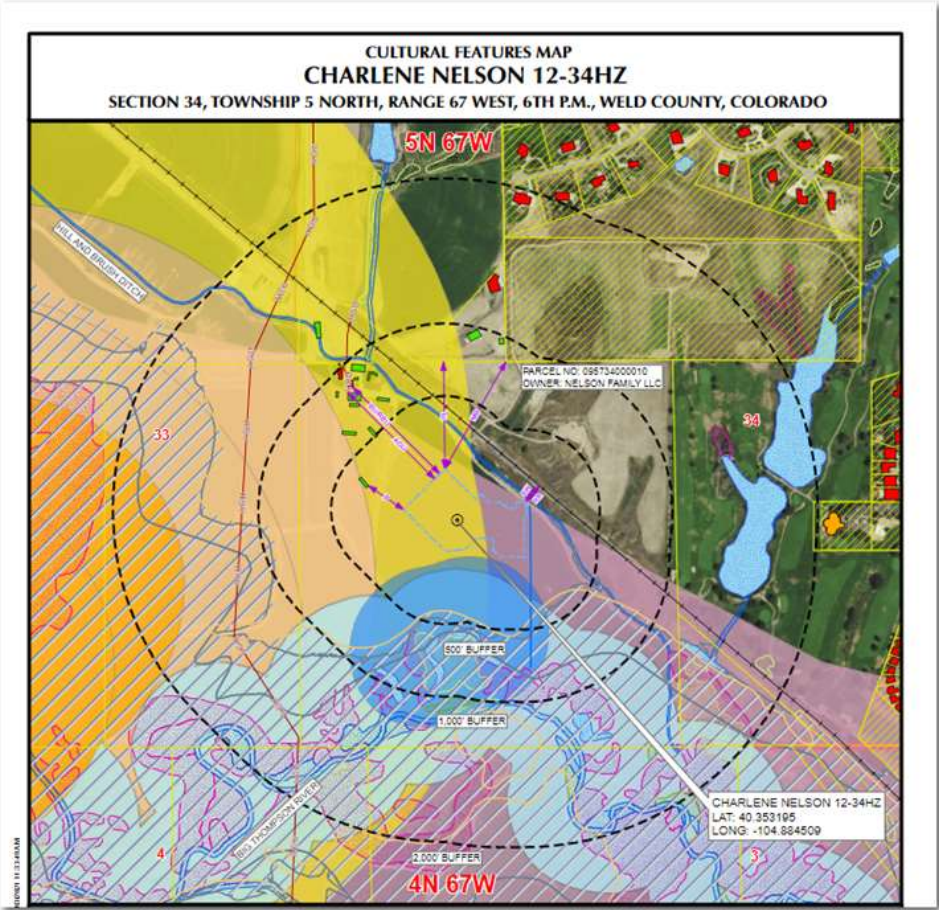 CULTURAL FEATURES MAP
CHARLENE NELSON 12-34HZ
SECTION 34, TOWNSHIP 5 NORTH, RANGE 67 WEST, 6TH P.M., WELD COUNTY, COLORADO
5N 67W
HILL AND BRUSH DITCH
PARCEL NO: 095734000010
OWNER: NELSON FAMILY LLC
33
34
500' BUFFER
1,000' BUFFER
BIG THOMPSON RIVER
CHARLENE NELSON 12-34HZ
LAT: 40.353195
LONG: -104.884509
4
2,000' BUFFER
3
4N 67W